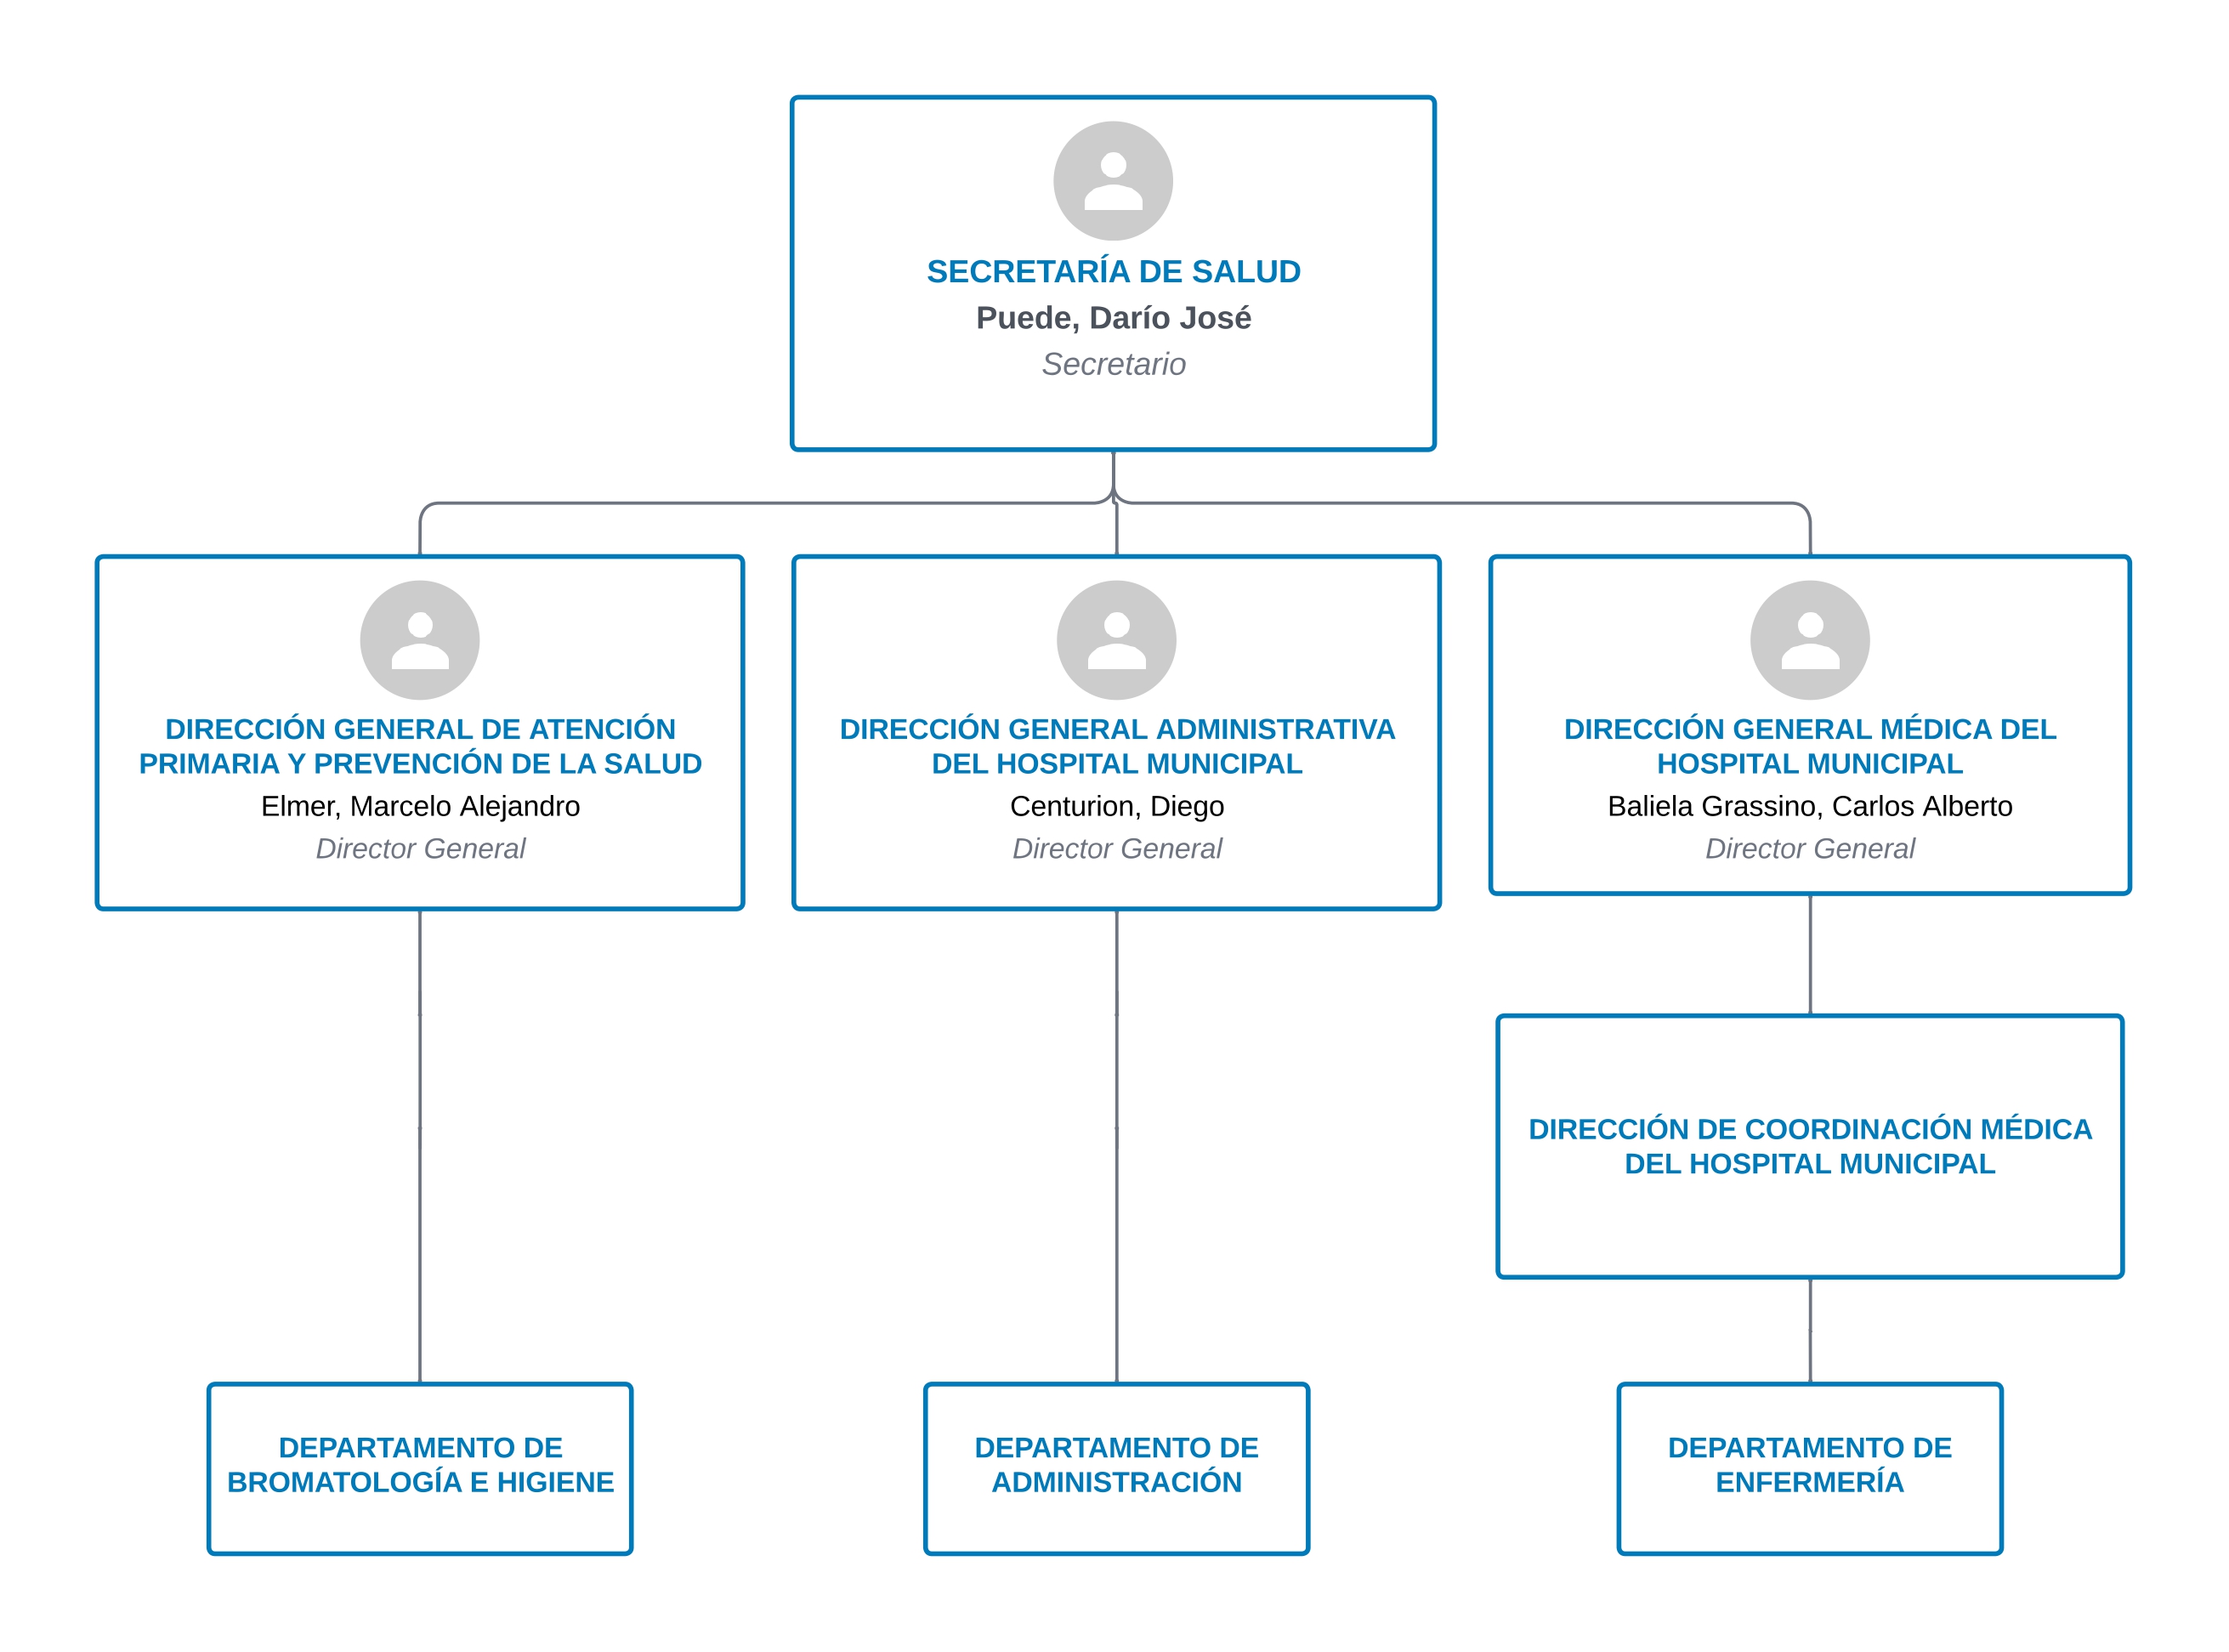 SECRETARÍA DE SALUD
Puede, Darío José
Secretario
DIRECCIÓN GENERAL DE ATENCIÓN
PRIMARIA Y PREVENCIÓN DE LA SALUD
Elmer, Marcelo Alejandro
Director General
DIRECCIÓN GENERAL ADMINISTRATIVA
DEL HOSPITAL MUNICIPAL
Centurion, Diego
Director General
DIRECCIÓN GENERAL MÉDICA DEL
HOSPITAL MUNICIPAL
Baliela Grassino, Carlos Alberto
Director General
DIRECCIÓN DE COORDINACIÓN MÉDICA
DEL HOSPITAL MUNICIPAL
DEPARTAMENTO DE
BROMATOLOGÍA E HIGIENE
DEPARTAMENTO DE
ADMINISTRACIÓN
DEPARTAMENTO DE
ENFERMERÍA